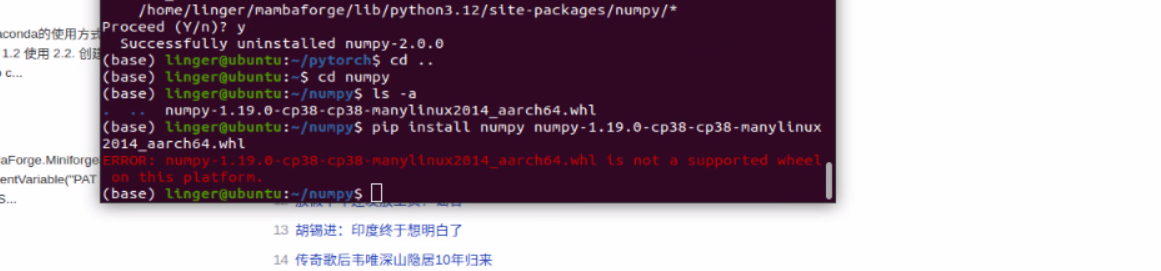 /home/linger/mambaforge/lib/python3.12/site-packages/numpy/*
Proceed (Y/n)? y
Successfully uninstalled numpy-2.0.0
(base) linger@ubuntu:~/pytorch$ cd ..
(base) linger@ubuntu:~$ cd numpy
(base) linger@ubuntu:~/numpy$ ls -a
. .. numpy-1.19.0-cp38-cp38-manylinux2014_aarch64.whl
(base) linger@ubuntu:~/numpy$ pip install numpy numpy-1.19.0-cp38-cp38-manylinux
2014_aarch64.whl
ERROR: numpy-1.19.0-cp38-cp38-manylinux2014_aarch64.whl is not a supported wheel
on this platform.
(base) linger@ubuntu:~/numpy$
aconda的使用方式
1.2 使用 2.2. 创建
c...
aForge.Miniforge
entVariable("PAT
S...
13 胡锡进：印度终于想明白了
14 传奇歌后韦唯深山隐居10年归来